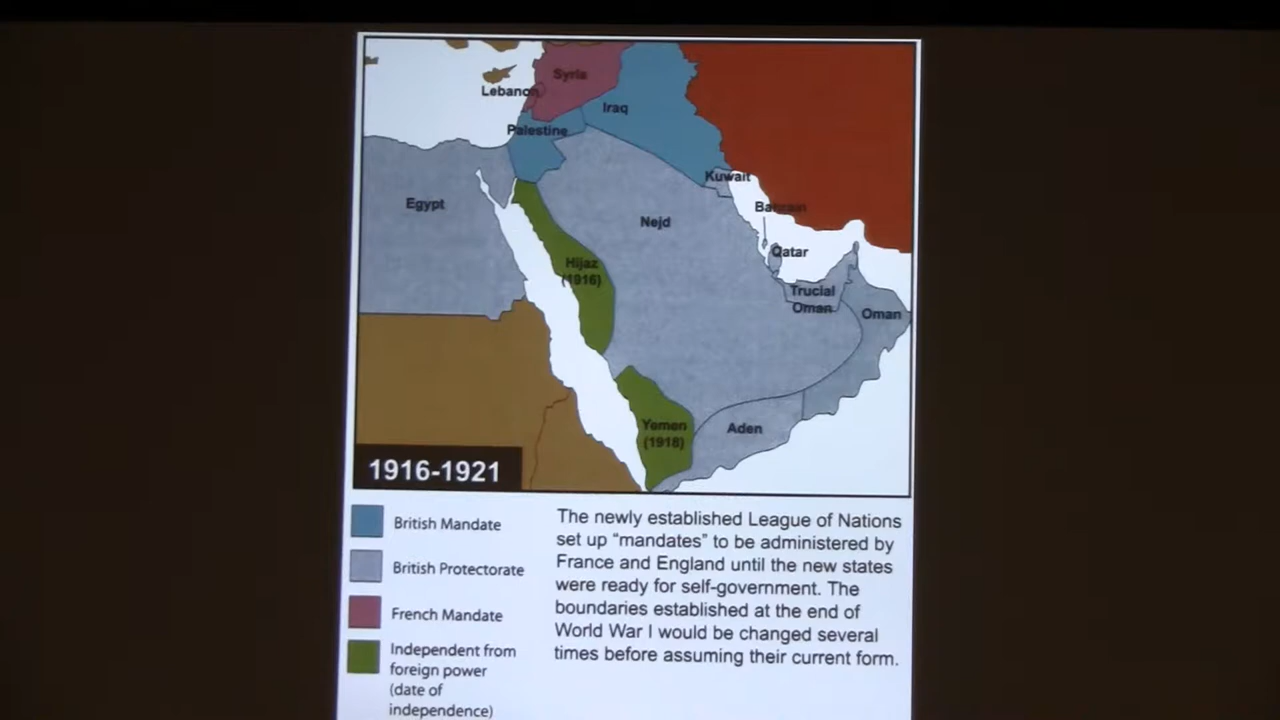 Syria
Lebanon
Iraq
Palestine
Kuwait
Egypt
Bahrain
Nejd
Qatar
Hijaz
(1916)
Trucial
Oman
Oman
Yemen
(1918)
Aden
1916-1921
British Mandate
British Protectorate
French Mandate
Independent from
foreign power
(date of
independence)
The newly established League of Nations
set up “mandates” to be administered by
France and England until the new states
were ready for self-government. The
boundaries established at the end of
World War I would be changed several
times before assuming their current form.